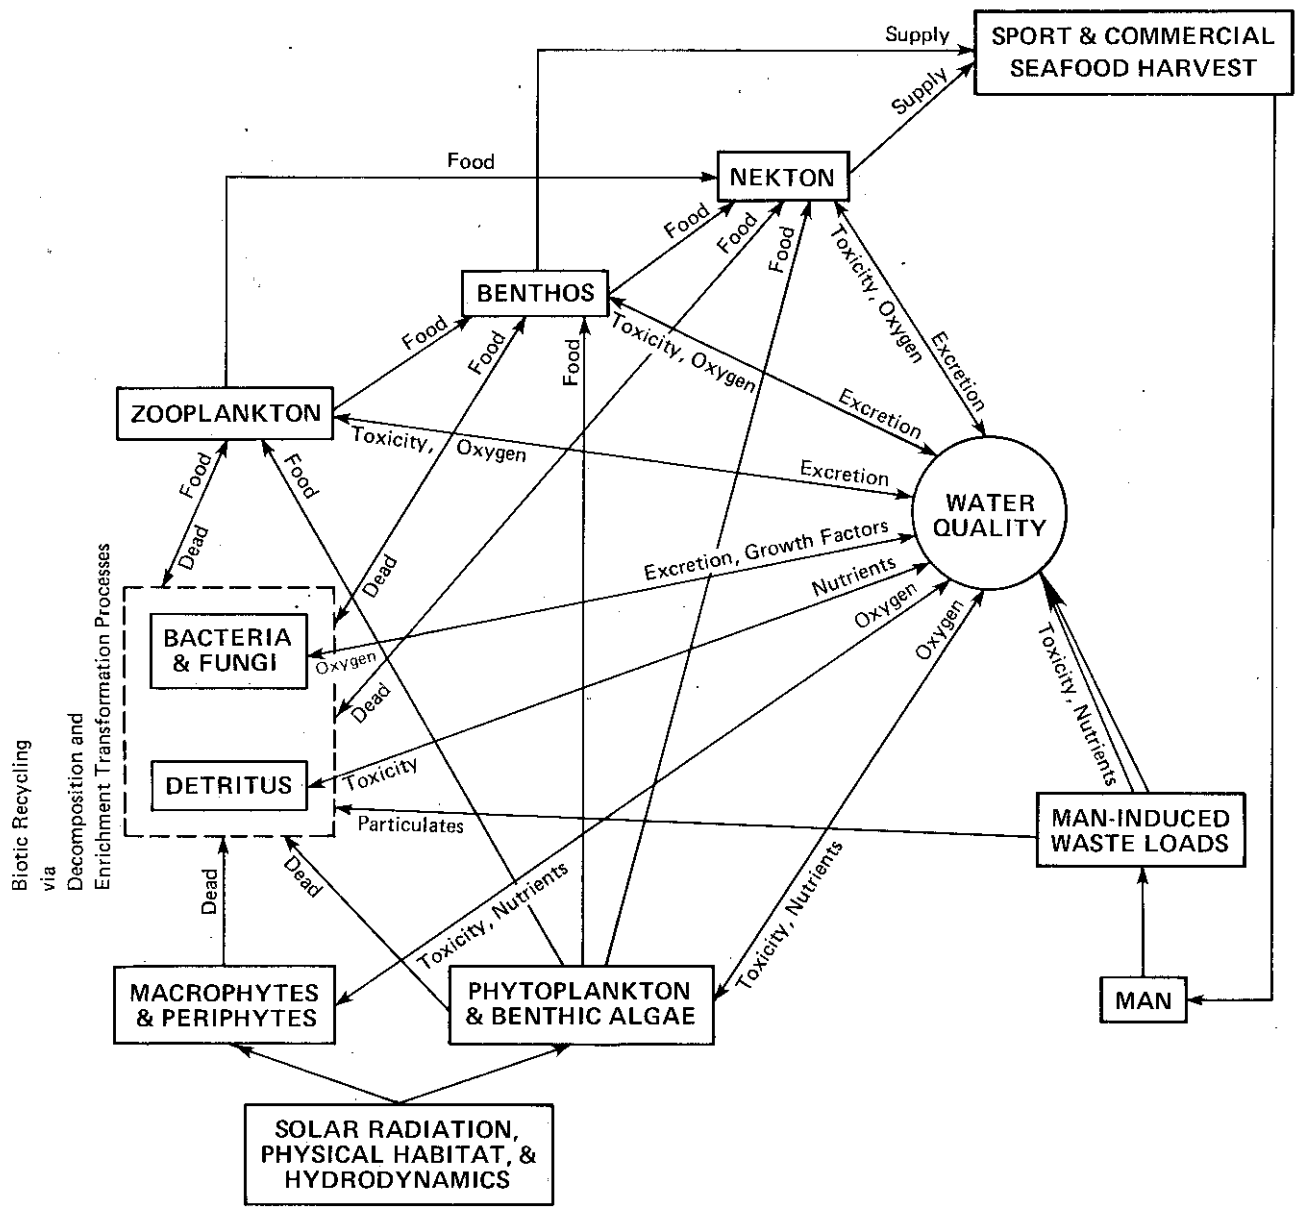 Supply
SPORT & COMMERCIAL
SEAFOOD HARVEST
Supply
Food
NEKTON
Food
Food
Food
Toxicity, Oxygen
Excretion
BENTHOS
Food
Food
Food
Toxicity, Oxygen
Excretion
ZOOPLANKTON
Toxicity, Oxygen
Excretion
Food
Food
Dead
Dead
WATER
QUALITY
Excretion, Growth Factors
Nutrients
Oxygen
Oxygen
BACTERIA
& FUNGI
Oxygen
Dead
Toxicity, Nutrients
DETRITUS
Toxicity
Particulates
MAN-INDUCED
WASTE LOADS
Biotic Recycling
via
Decomposition and
Enrichment Transformation Processes
Dead
Dead
Toxicity, Nutrients
Toxicity, Nutrients
MACROPHYTES
& PERIPHYTES
PHYTOPLANKTON
& BENTHIC ALGAE
MAN
SOLAR RADIATION,
PHYSICAL HABITAT, &
HYDRODYNAMICS